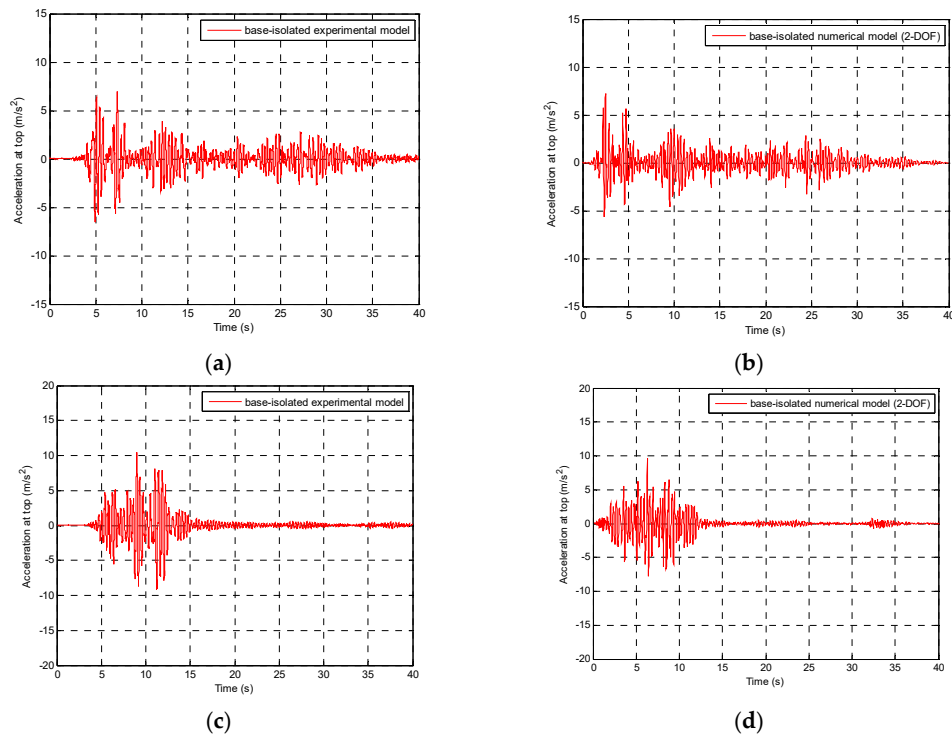 15
base-isolated experimental model
10
5
0
-5
-10
-15
Acceleration at top (m/s²)
0 5 10 15 20 25 30 35 40
Time (s)
(a)
15
base-isolated numerical model (2-DOF)
10
5
0
-5
-10
-15
Acceleration at top (m/s²)
0 5 10 15 20 25 30 35 40
Time (s)
(b)
20
base-isolated experimental model
15
10
5
0
-5
-10
-15
-20
Acceleration at top (m/s²)
0 5 10 15 20 25 30 35 40
Time (s)
(c)
20
base-isolated numerical model (2-DOF)
15
10
5
0
-5
-10
-15
-20
Acceleration at top (m/s²)
0 5 10 15 20 25 30 35 40
Time (s)
(d)